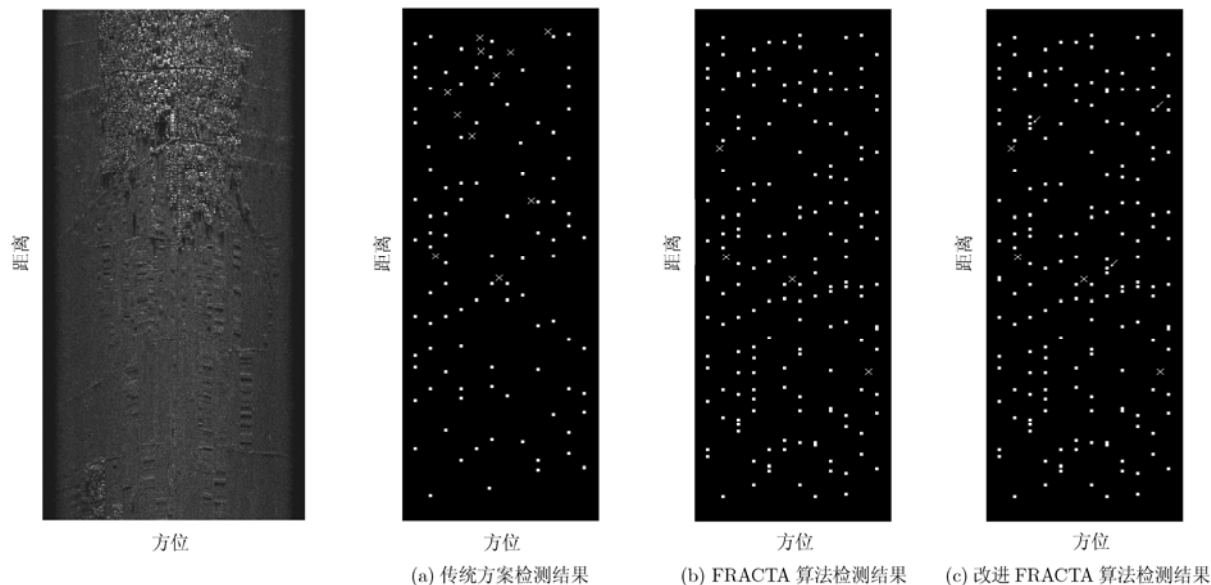 距离
方位
距离
方位
(a) 传统方案检测结果
方位
(b) FRACTA 算法检测结果
距离
方位
(c) 改进 FRACTA 算法检测结果